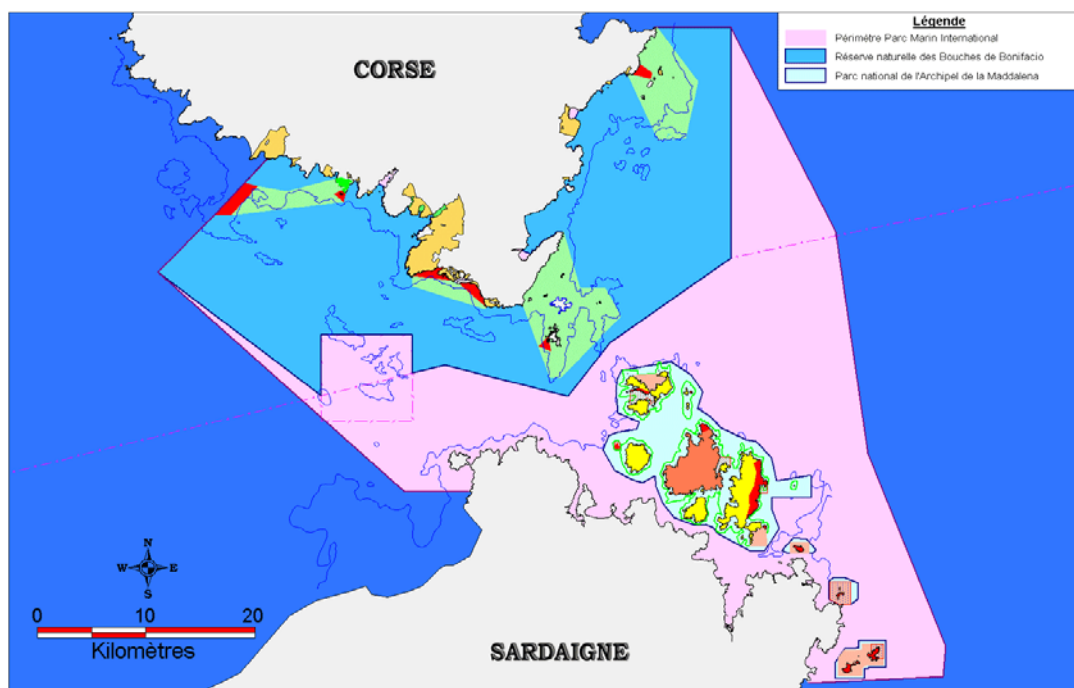 Légende
Périmètre Parc Marin International
Réserve naturelle des Bouches de Bonifacio
Parc national de l'Archipel de la Maddalena
CORSE
N
W E
S
0 10 20
Kilomètres
SARDAIGNE